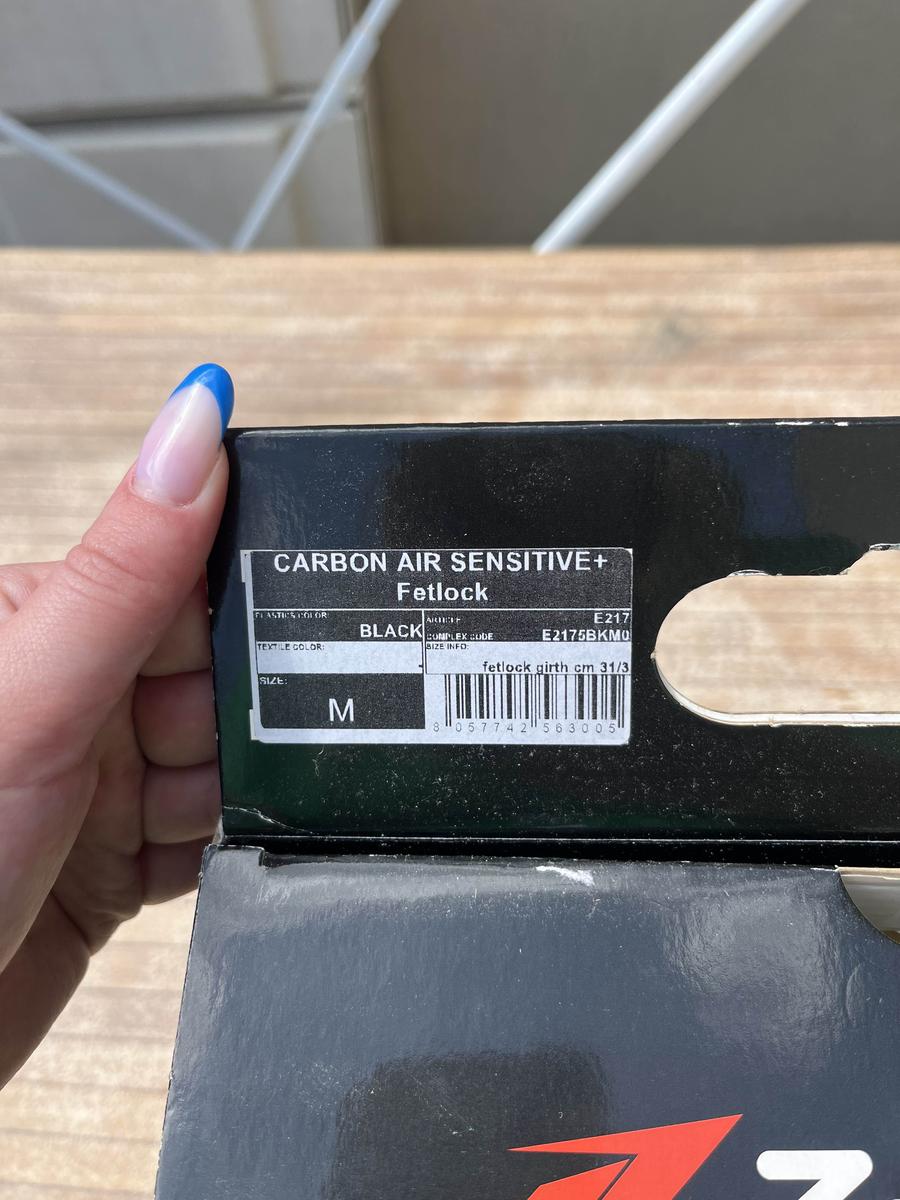 CARBON AIR SENSITIVE+
Fetlock
PLASTICS COLOR:
BLACK
ARTICLE
E217
COMPLEX CODE
E2175BKM0
TEXTILE COLOR:
SIZE INFO:
fetlock girth cm 31/3
SIZE:
M
8 057742 563005